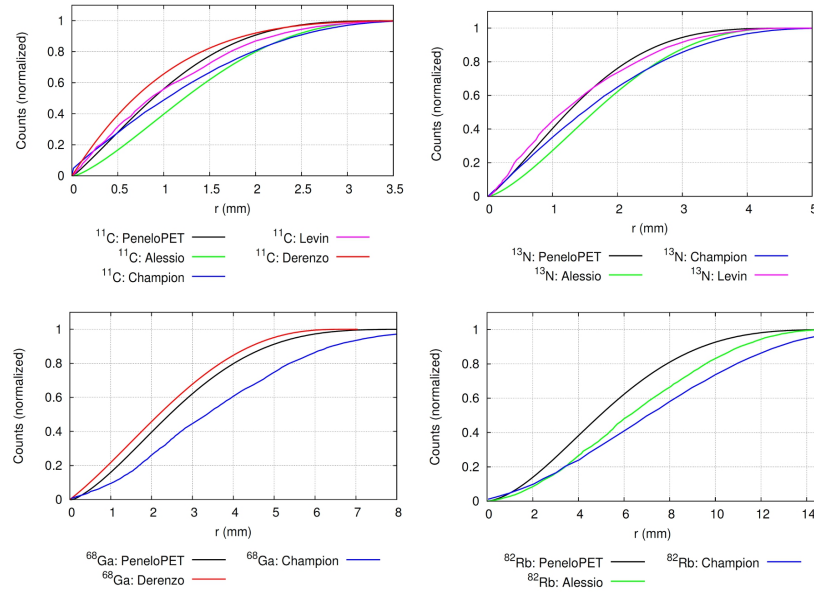 Counts (normalized)
1
0.8
0.6
0.4
0.2
0
0 0.5 1 1.5 2 2.5 3 3.5
r (mm)
¹¹C: PeneloPET
¹¹C: Levin
¹¹C: Alessio
¹¹C: Derenzo
¹¹C: Champion
Counts (normalized)
1
0.8
0.6
0.4
0.2
0
0 1 2 3 4 5
r (mm)
¹³N: PeneloPET
¹³N: Champion
¹³N: Alessio
¹³N: Levin
Counts (normalized)
1
0.8
0.6
0.4
0.2
0
0 1 2 3 4 5 6 7 8
r (mm)
⁶⁸Ga: PeneloPET
⁶⁸Ga: Champion
⁶⁸Ga: Derenzo
Counts (normalized)
1
0.8
0.6
0.4
0.2
0
0 2 4 6 8 10 12 14
r (mm)
⁸²Rb: PeneloPET
⁸²Rb: Champion
⁸²Rb: Alessio